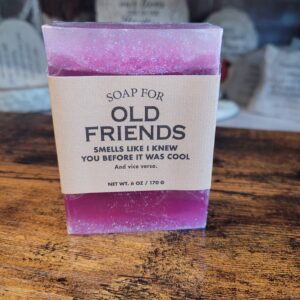 SOAP FOR
OLD
FRIENDS
SMELLS LIKE I KNEW
YOU BEFORE IT WAS COOL
And vice versa.
NET WT. 6 OZ / 170 G